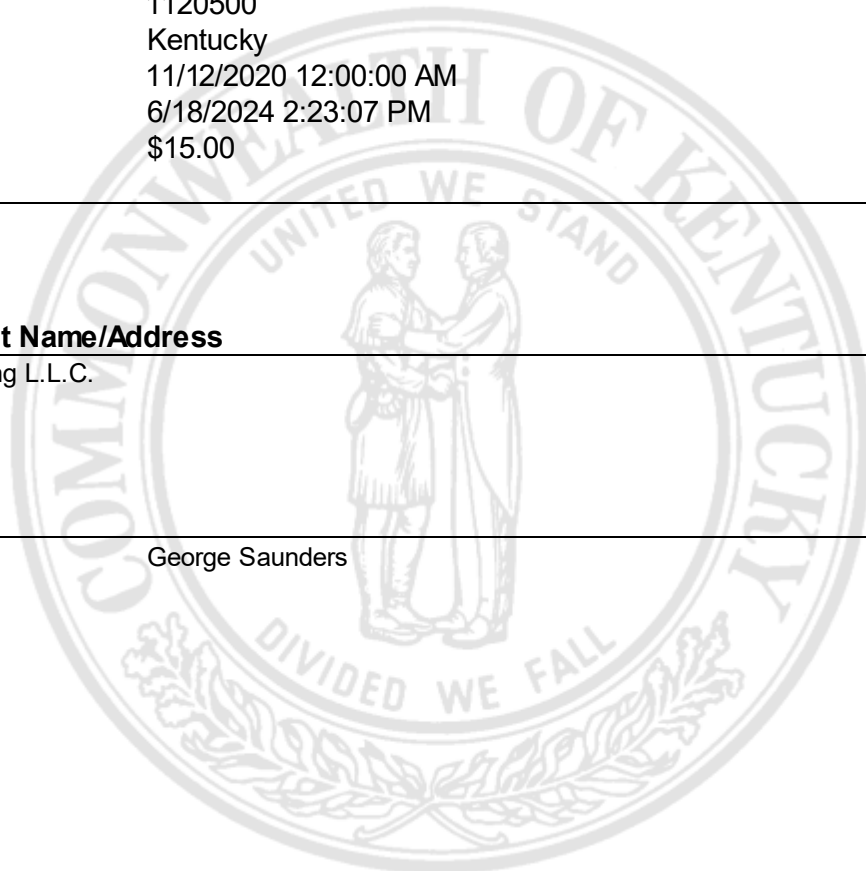 1120500
Kentucky
11/12/2020 12:00:00 AM
6/18/2024 2:23:07 PM
$15.00
COMMONWEALTH OF KENTUCKY
UNITED WE STAND
t Name/Address
ng L.L.C.
George Saunders
DIVIDED WE FALL